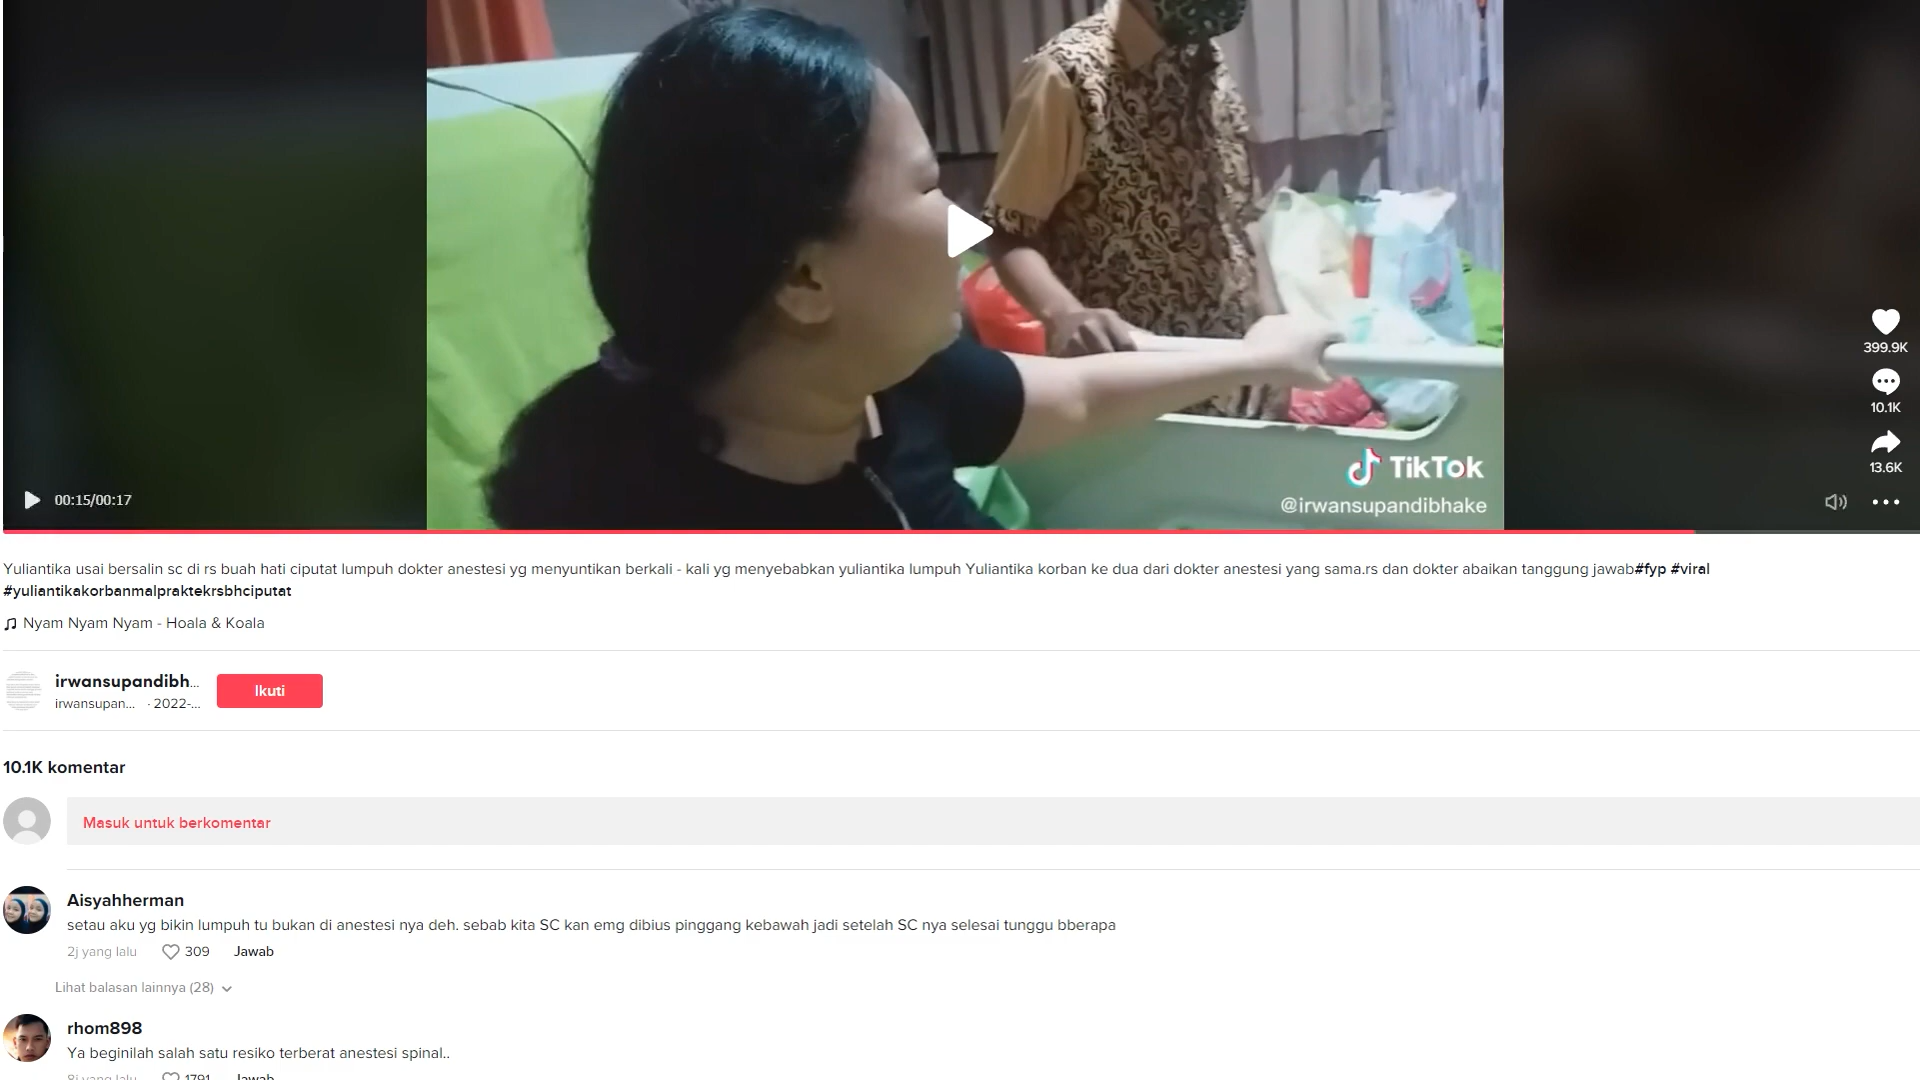 399.9K
10.1K
13.6K
TikTok
@irwansupandibhake
00:15/00:17
Yuliantika usai bersalin sc di rs buah hati ciputat lumpuh dokter anestesi yg menyuntikan berkali - kali yg menyebabkan yuliantika lumpuh Yuliantika korban ke dua dari dokter anestesi yang sama.rs dan dokter abaikan tanggung jawab#fyp #viral
#yuliantikakorbanmalpraktekrsbhciputat
Nyam Nyam Nyam - Hoala & Koala
irwansupandibh...
irwansupan... · 2022-...
Ikuti
10.1K komentar
Masuk untuk berkomentar
Aisyahherman
setau aku yg bikin lumpuh tu bukan di anestesi nya deh. sebab kita SC kan emg dibius pinggang kebawah jadi setelah SC nya selesai tunggu bberapa
2j yang lalu 309 Jawab
Lihat balasan lainnya (28)
rhom898
Ya beginilah salah satu resiko terberat anestesi spinal..
8j yang lalu 1791 Jawab